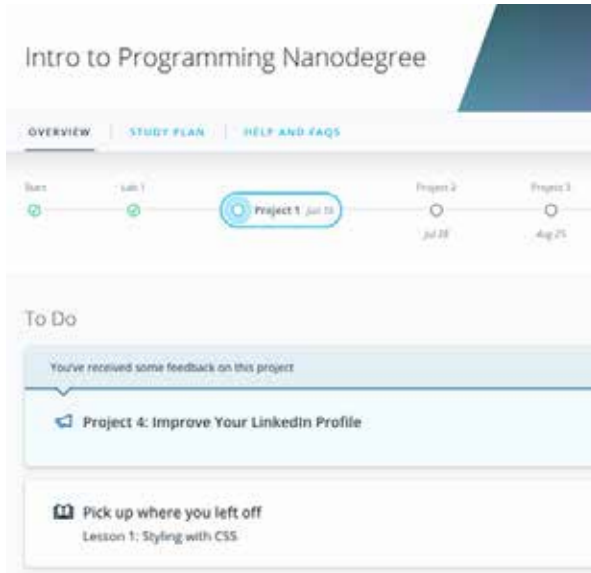 Intro to Programming Nanodegree
OVERVIEW STUDY PLAN HELP AND FAQS
Start Lab 1 Project 2 Project 3
Project 1
Jul 28 Aug 25
To Do
You've received some feedback on this project
Project 4: Improve Your LinkedIn Profile
Pick up where you left off
Lesson 1: Styling with CSS